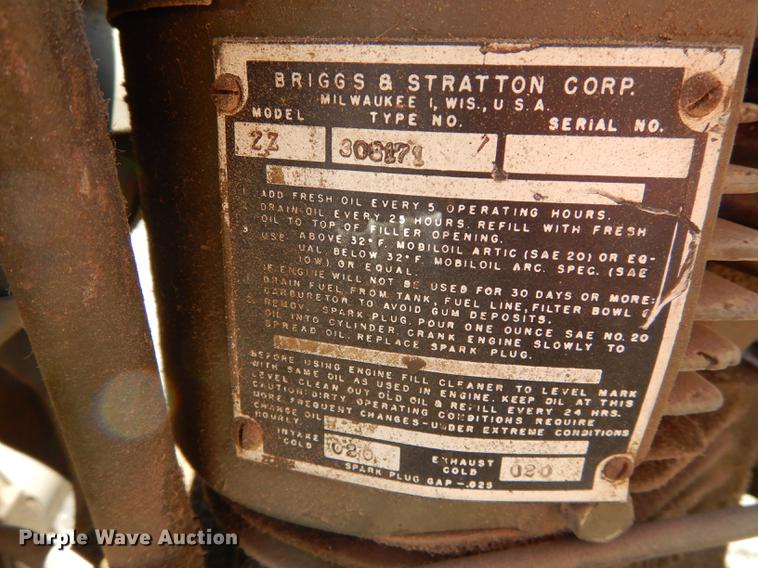 BRIGGS & STRATTON CORP.
MILWAUKEE 1, WIS., U.S.A.
MODEL TYPE NO. SERIAL NO.
ZZ 308171
ADD FRESH OIL EVERY 5 OPERATING HOURS.
DRAIN OIL EVERY 25 HOURS. REFILL WITH FRESH
OIL TO TOP OF FILLER OPENING.
3 USE. ABOVE 32°F. MOBILOIL ARTIC (SAE 20) OR EQ-
UAL. BELOW 32°F. MOBILOIL ARC. SPEC. (SAE
10W) OR EQUAL.
IF ENGINE WILL NOT BE USED FOR 30 DAYS OR MORE:
1 DRAIN FUEL FROM TANK, FUEL LINE, FILTER BOWL &
CARBURETOR TO AVOID GUM DEPOSITS.
2. REMOVE SPARK PLUG. POUR ONE OUNCE SAE NO. 20
OIL INTO CYLINDER. CRANK ENGINE SLOWLY TO
SPREAD OIL. REPLACE SPARK PLUG.
BEFORE USING ENGINE FILL CLEANER TO LEVEL MARK
WITH SAME OIL AS USED IN ENGINE. KEEP OIL AT THIS
LEVEL. CLEAN OUT OLD OIL & REFILL EVERY 24 HRS.
CAUTION: DIRTY OPERATING CONDITIONS REQUIRE
MORE FREQUENT CHANGES-UNDER EXTREME CONDITIONS
CHANGE OIL
HOURLY.
INTAKE
COLD 020 EXHAUST
COLD 020
SPARK PLUG GAP-.025
Purple Wave Auction